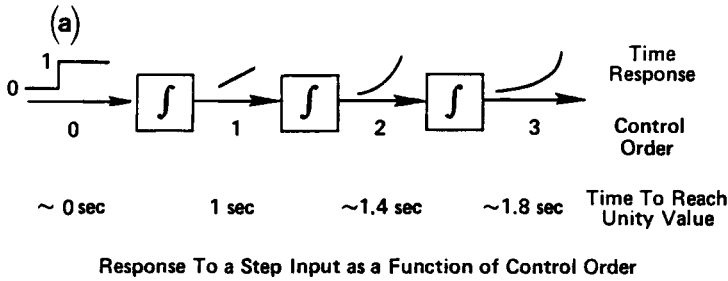 (a)
1
0
∫ ∫ ∫
Time
Response
0 1 2 3
Control
Order
~ 0 sec 1 sec ~1.4 sec ~1.8 sec
Time To Reach
Unity Value
Response To a Step Input as a Function of Control Order